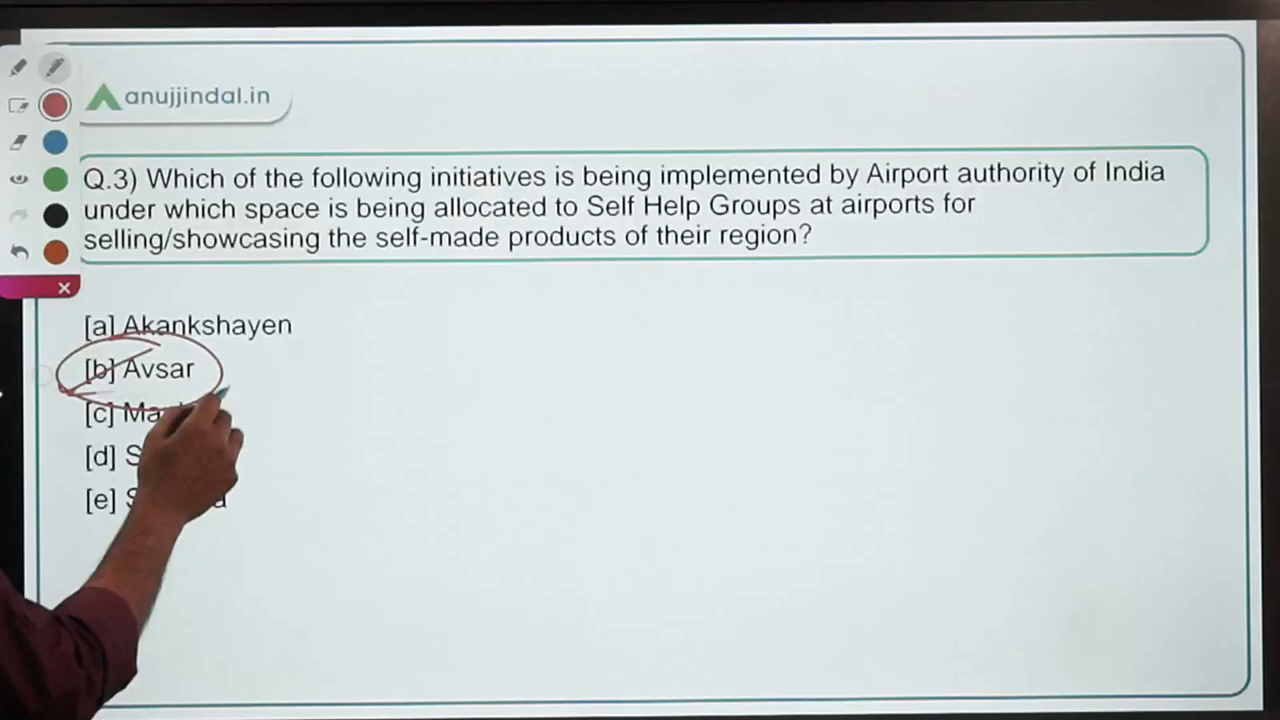 anujjindal.in
Q.3) Which of the following initiatives is being implemented by Airport authority of India
under which space is being allocated to Self Help Groups at airports for
selling/showcasing the self-made products of their region?
[a] Akankshayen
[b] Avsar
[c]
[d]
[e]